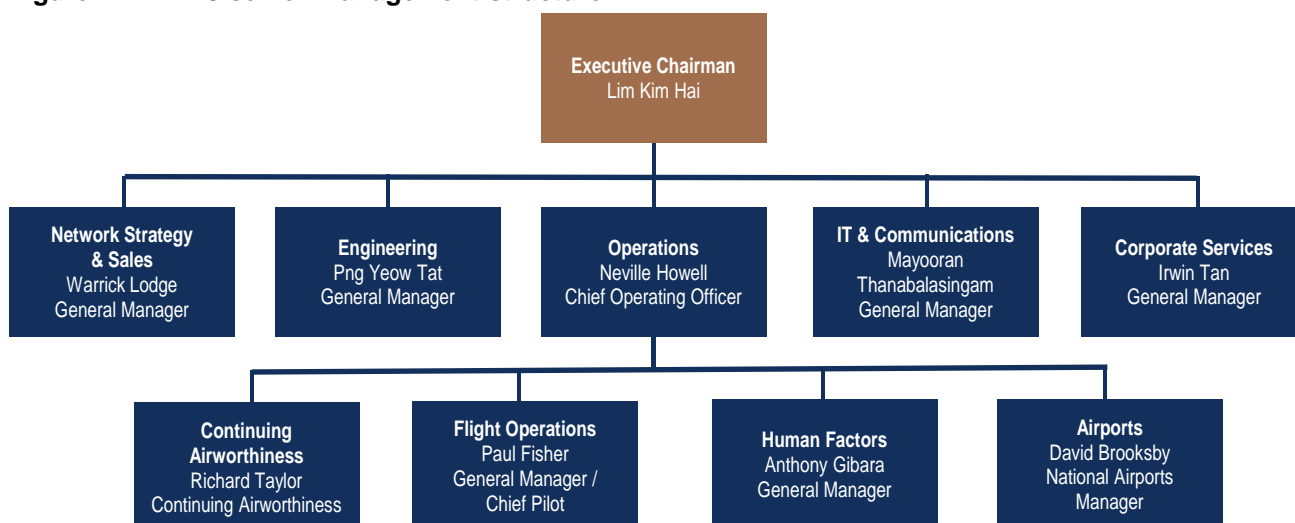 Executive Chairman
Lim Kim Hai
Network Strategy
& Sales
Warrick Lodge
General Manager
Engineering
Png Yeow Tat
General Manager
Operations
Neville Howell
Chief Operating Officer
IT & Communications
Mayooran
Thanabalasingam
General Manager
Corporate Services
Irwin Tan
General Manager
Continuing
Airworthiness
Richard Taylor
Continuing Airworthiness
Flight Operations
Paul Fisher
General Manager /
Chief Pilot
Human Factors
Anthony Gibara
General Manager
Airports
David Brooksby
National Airports
Manager